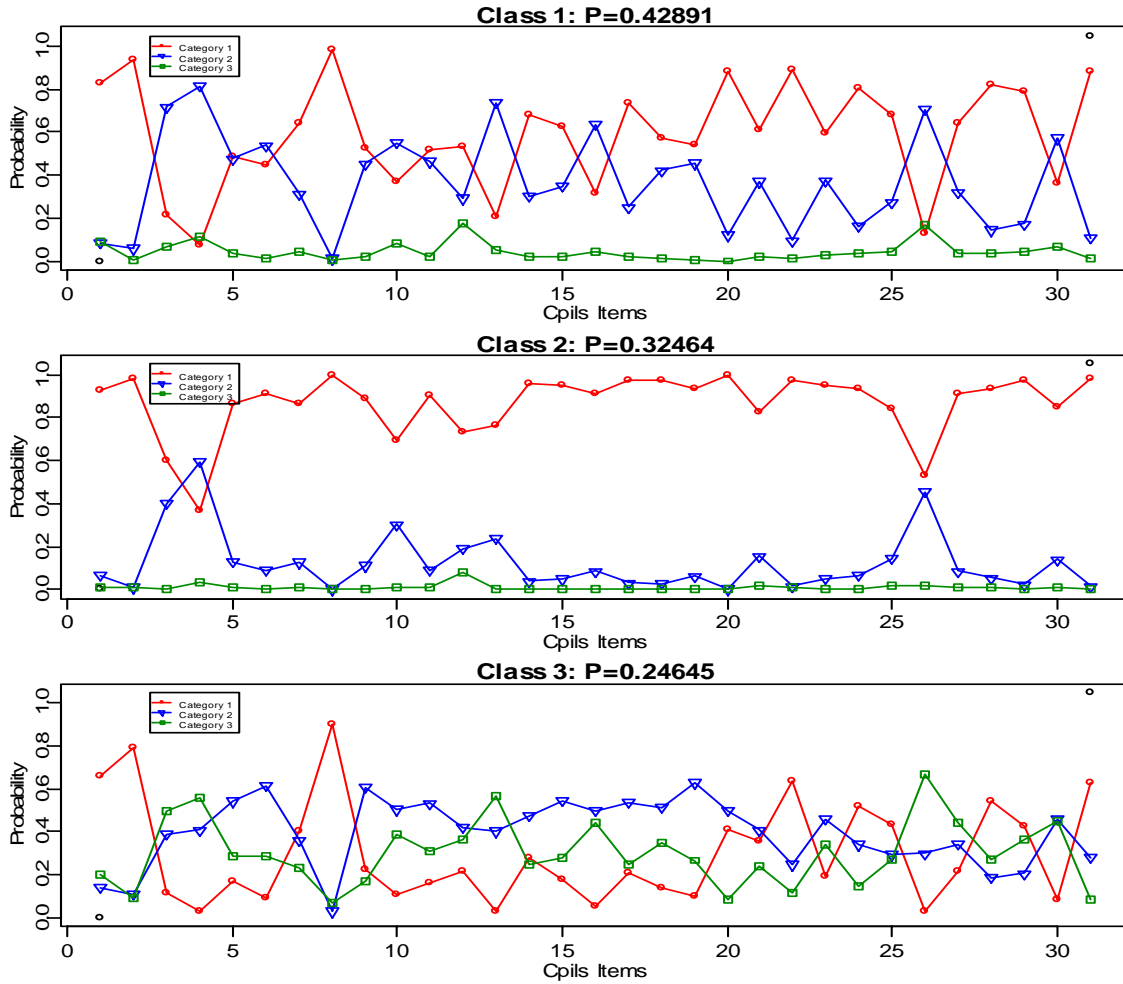 Class 1: P=0.42891
Probability
0.0 0.2 0.4 0.6 0.8 1.0
Category 1
Category 2
Category 3
0 5 10 15 20 25 30
Cpils Items
Class 2: P=0.32464
Probability
0.0 0.2 0.4 0.6 0.8 1.0
Category 1
Category 2
Category 3
0 5 10 15 20 25 30
Cpils Items
Class 3: P=0.24645
Probability
0.0 0.2 0.4 0.6 0.8 1.0
Category 1
Category 2
Category 3
0 5 10 15 20 25 30
Cpils Items